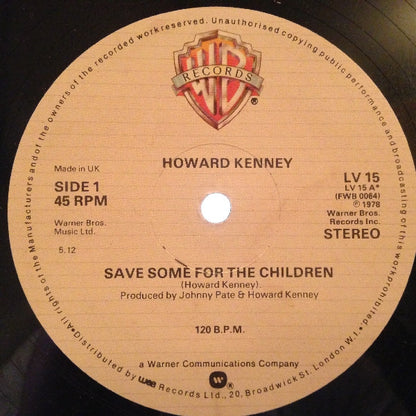 •All rights of the Manufacturers and of the owners of the recorded work reserved. Unauthorised copying public performance and broadcasting of this work prohibited.•
WB
RECORDS
®
HOWARD KENNEY
Made in UK
SIDE 1
45 RPM
Warner Bros.
Music Ltd.
5.12
LV 15
LV 15 A*
(FWB 0064)
℗ 1978
Warner Bros.
Records Inc.
STEREO
SAVE SOME FOR THE CHILDREN
(Howard Kenney).
Produced by Johnny Pate & Howard Kenney
120 B.P.M.
a Warner Communications Company
®
•Distributed by wea Records Ltd., 20, Broadwick St. London W.I.•